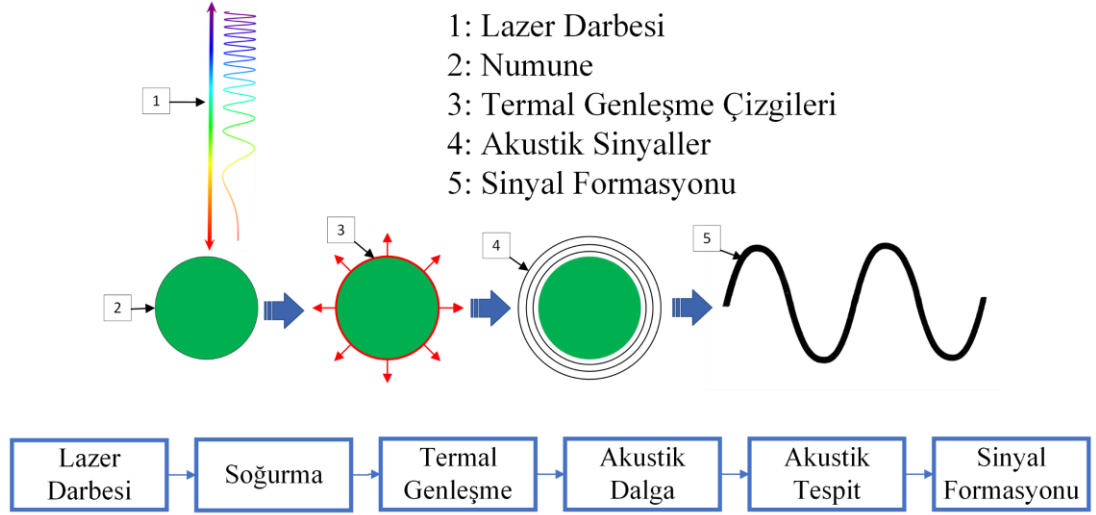 1: Lazer Darbesi
2: Numune
3: Termal Genleşme Çizgileri
4: Akustik Sinyaller
5: Sinyal Formasyonu
1
2
3
4
5
Lazer
Darbesi
Soğurma
Termal
Genleşme
Akustik
Dalga
Akustik
Tespit
Sinyal
Formasyonu